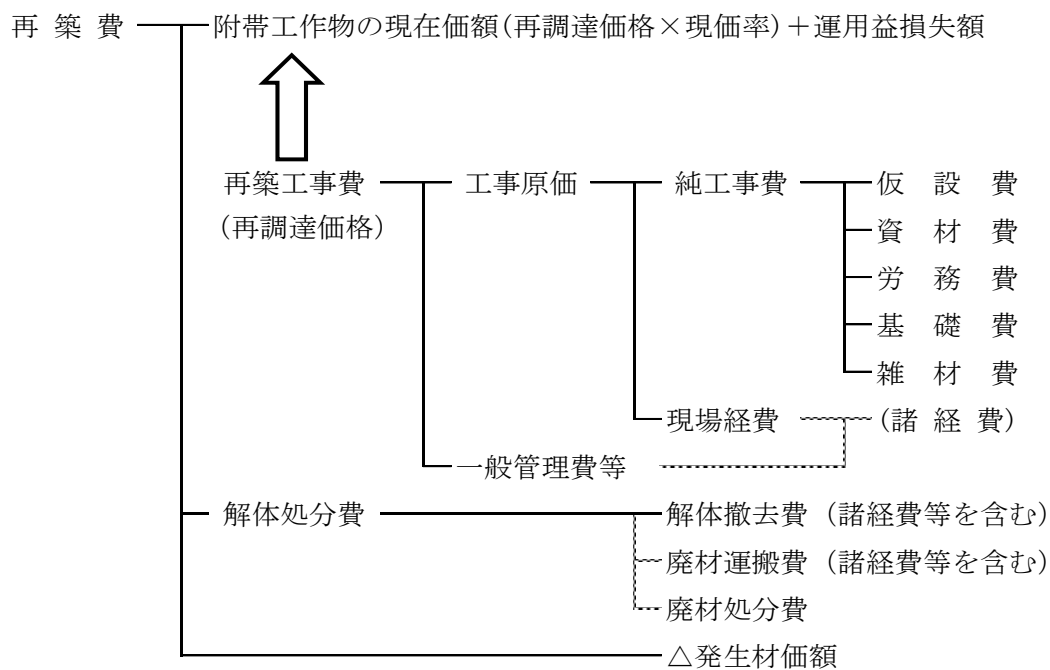 再築費 附帯工作物の現在価額(再調達価格×現価率)+運用益損失額
再築工事費 工事原価 純工事費 仮設費
(再調達価格) 資材費
労務費
基礎費
雑材費
現場経費 (諸経費)
一般管理費等
解体処分費 解体撤去費(諸経費等を含む)
廃材運搬費(諸経費等を含む)
廃材処分費
△発生材価額